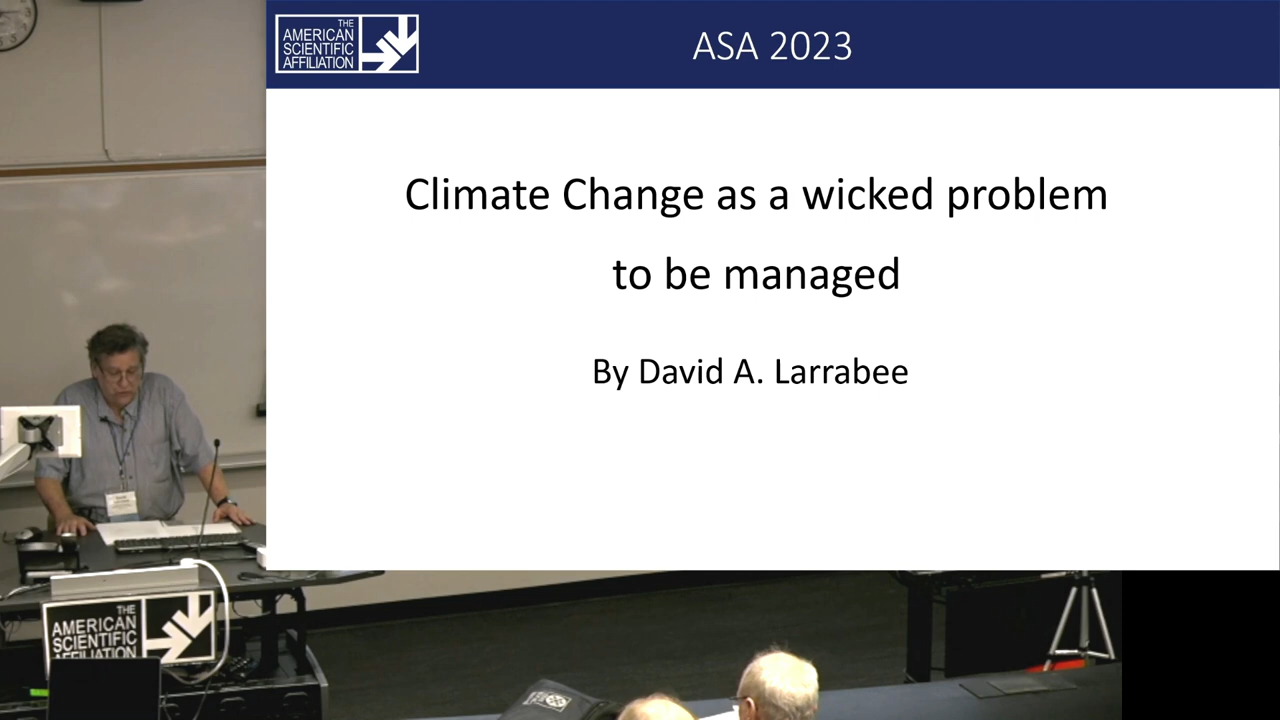 THE
AMERICAN
SCIENTIFIC
AFFILIATION
ASA 2023
Climate Change as a wicked problem
to be managed
By David A. Larrabee
THE
AMERICAN
SCIENTIFIC
AFFILIATION